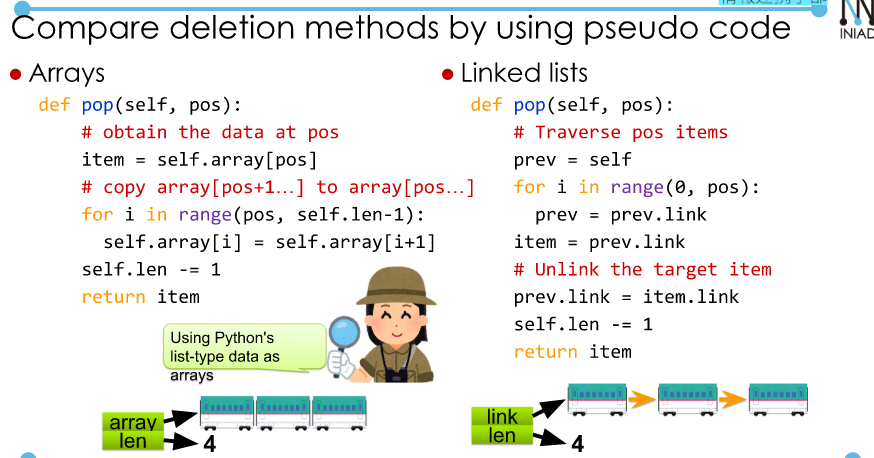 INIAD
Compare deletion methods by using pseudo code
● Arrays
def pop(self, pos):
# obtain the data at pos
item = self.array[pos]
# copy array[pos+1…] to array[pos…]
for i in range(pos, self.len-1):
self.array[i] = self.array[i+1]
self.len -= 1
return item
Using Python's
list-type data as
arrays
array
len
4
● Linked lists
def pop(self, pos):
# Traverse pos items
prev = self
for i in range(0, pos):
prev = prev.link
item = prev.link
# Unlink the target item
prev.link = item.link
self.len -= 1
return item
link
len
4